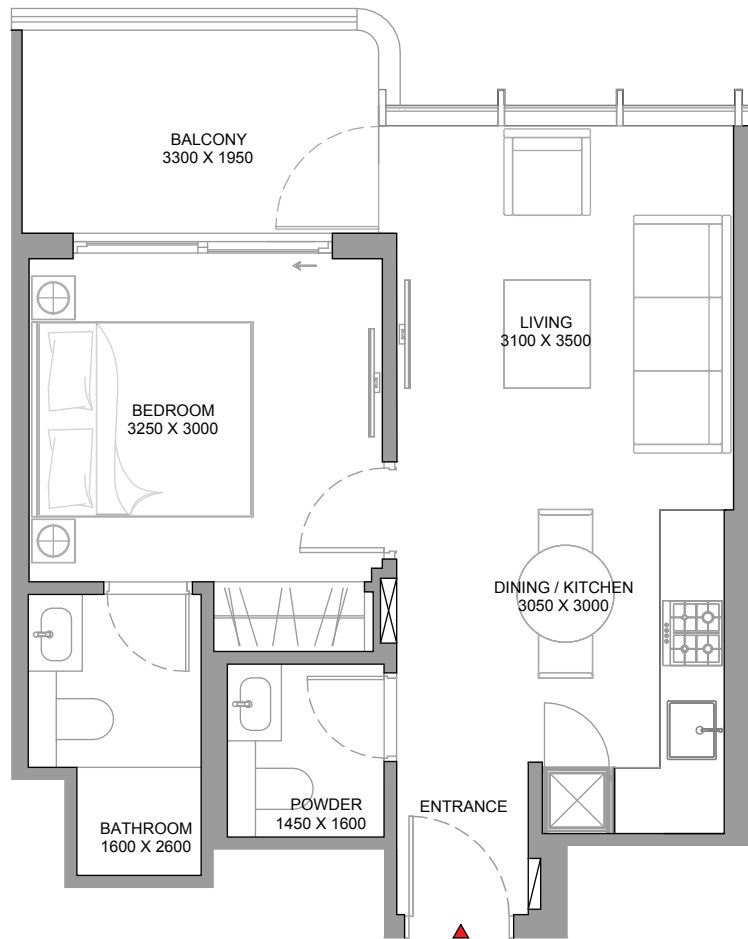 BALCONY
3300 X 1950
LIVING
3100 X 3500
BEDROOM
3250 X 3000
DINING / KITCHEN
3050 X 3000
POWDER
1450 X 1600
ENTRANCE
BATHROOM
1600 X 2600